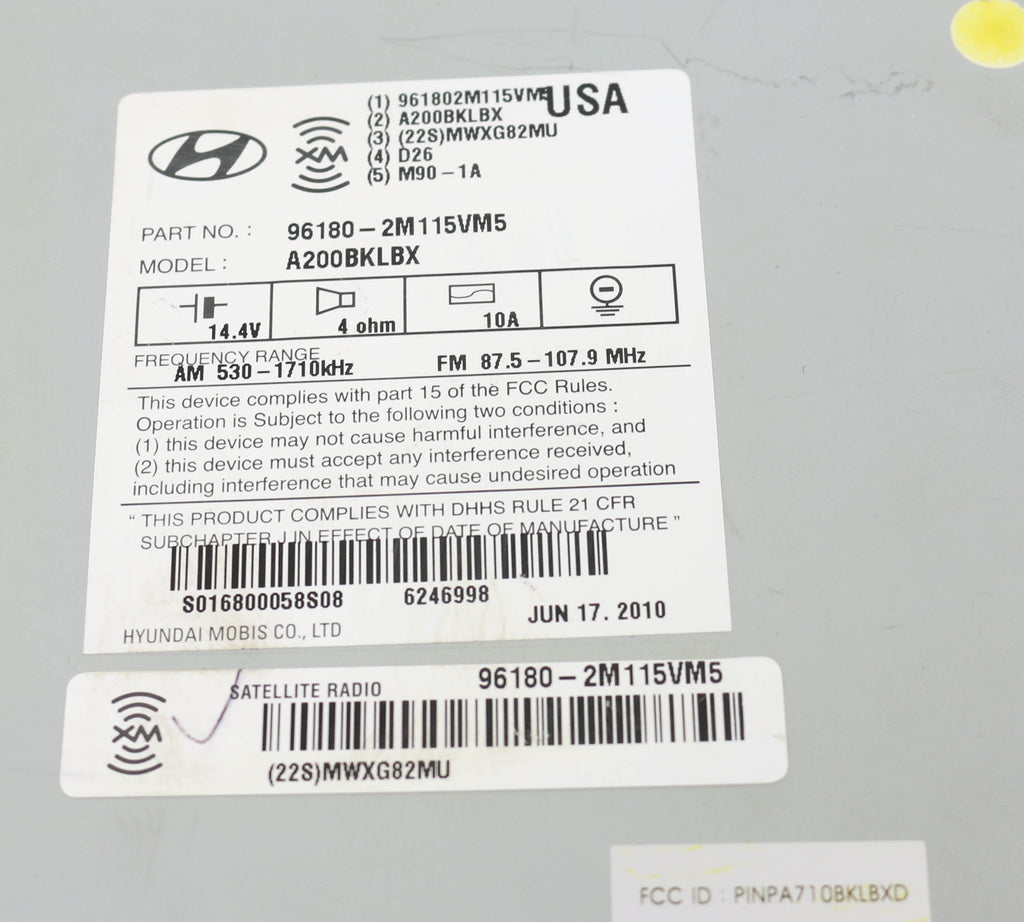 (1) 961802M115VM5
USA
(2) A200BKLBX
(3) (22S)MWXG82MU
(4) D26
(5) M90-1A
XM
PART NO. : 96180-2M115VM5
MODEL : A200BKLBX
14.4V
4 ohm
10A
FREQUENCY RANGE
AM 530-1710kHz FM 87.5-107.9 MHz
This device complies with part 15 of the FCC Rules.
Operation is Subject to the following two conditions :
(1) this device may not cause harmful interference, and
(2) this device must accept any interference received,
including interference that may cause undesired operation
" THIS PRODUCT COMPLIES WITH DHHS RULE 21 CFR
SUBCHAPTER J IN EFFECT OF DATE OF MANUFACTURE "
S016800058S08 6246998
JUN 17. 2010
HYUNDAI MOBIS CO., LTD
SATELLITE RADIO 96180-2M115VM5
XM
(22S)MWXG82MU
FCC ID : PINPA710BKLBXD